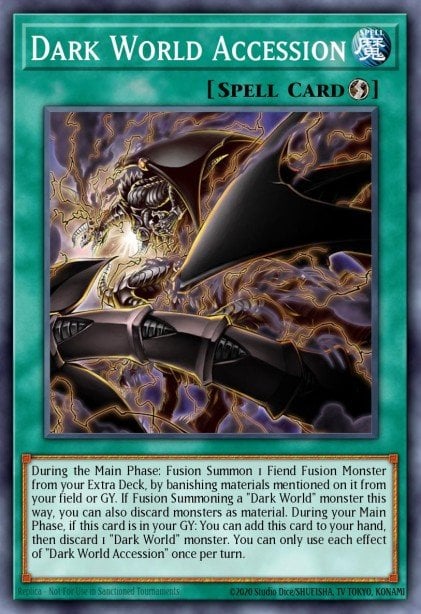 DARK WORLD ACCESSION
SPELL
魔
[SPELL CARD]
During the Main Phase: Fusion Summon 1 Fiend Fusion Monster
from your Extra Deck, by banishing materials mentioned on it from
your field or GY. If Fusion Summoning a "Dark World" monster this
way, you can also discard monsters as material. During your Main
Phase, if this card is in your GY: You can add this card to your hand,
then discard 1 "Dark World" monster. You can only use each effect
of "Dark World Accession" once per turn.
Replica - Not For Use in Sanctioned Tournaments
©2020 Studio Dice/SHUEISHA, TV TOKYO, KONAMI